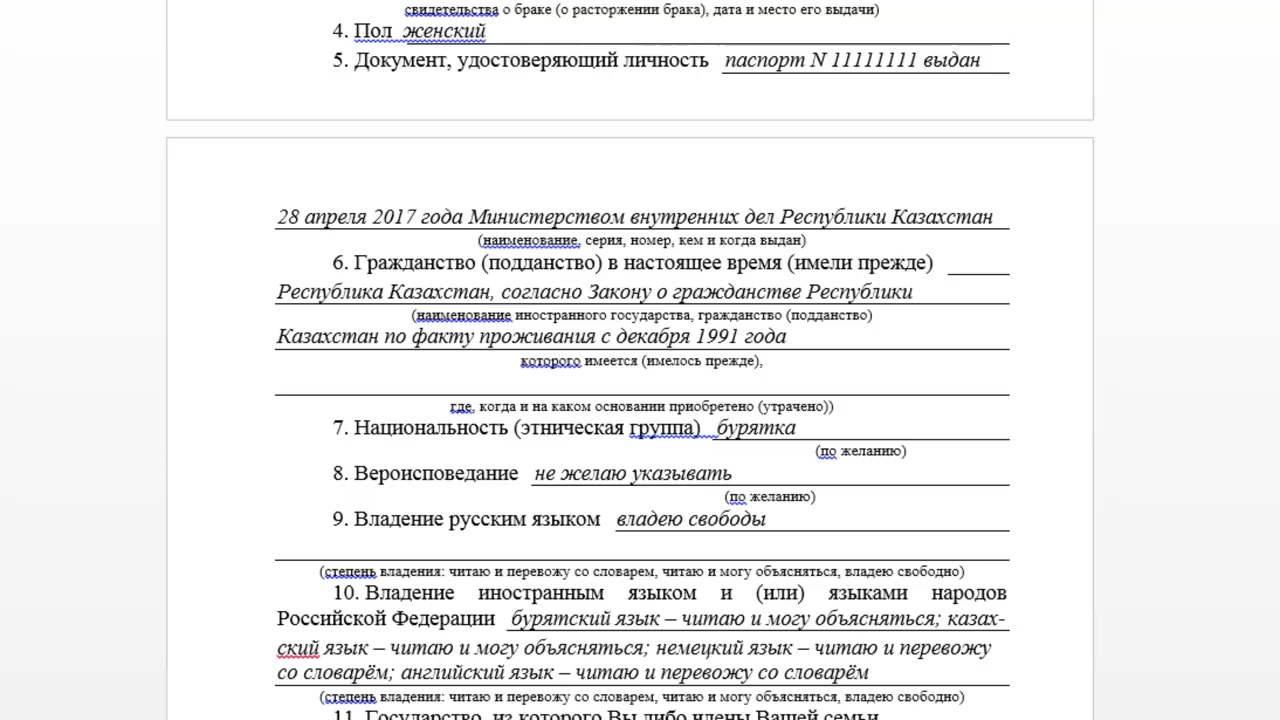 свидетельства о браке (о расторжении брака), дата и место его выдачи)
4. Пол женский
5. Документ, удостоверяющий личность паспорт N 11111111 выдан
28 апреля 2017 года Министерством внутренних дел Республики Казахстан
(наименование, серия, номер, кем и когда выдан)
6. Гражданство (подданство) в настоящее время (имели прежде)
Республика Казахстан, согласно Закону о гражданстве Республики
(наименование иностранного государства, гражданство (подданство)
Казахстан по факту проживания с декабря 1991 года
которого имеется (имелось прежде),
где, когда и на каком основании приобретено (утрачено))
7. Национальность (этническая группа) бурятка
(по желанию)
8. Вероисповедание не желаю указывать
(по желанию)
9. Владение русским языком владею свободы
(степень владения: читаю и перевожу со словарем, читаю и могу объясняться, владею свободно)
10. Владение иностранным языком и (или) языками народов
Российской Федерации бурятский язык – читаю и могу объясняться; казах-
ский язык – читаю и могу объясняться; немецкий язык – читаю и перевожу
со словарём; английский язык – читаю и перевожу со словарём
(степень владения: читаю и перевожу со словарем, читаю и могу объясняться, владею свободно)
11. Государство, из которого Вы либо члены Вашей семьи